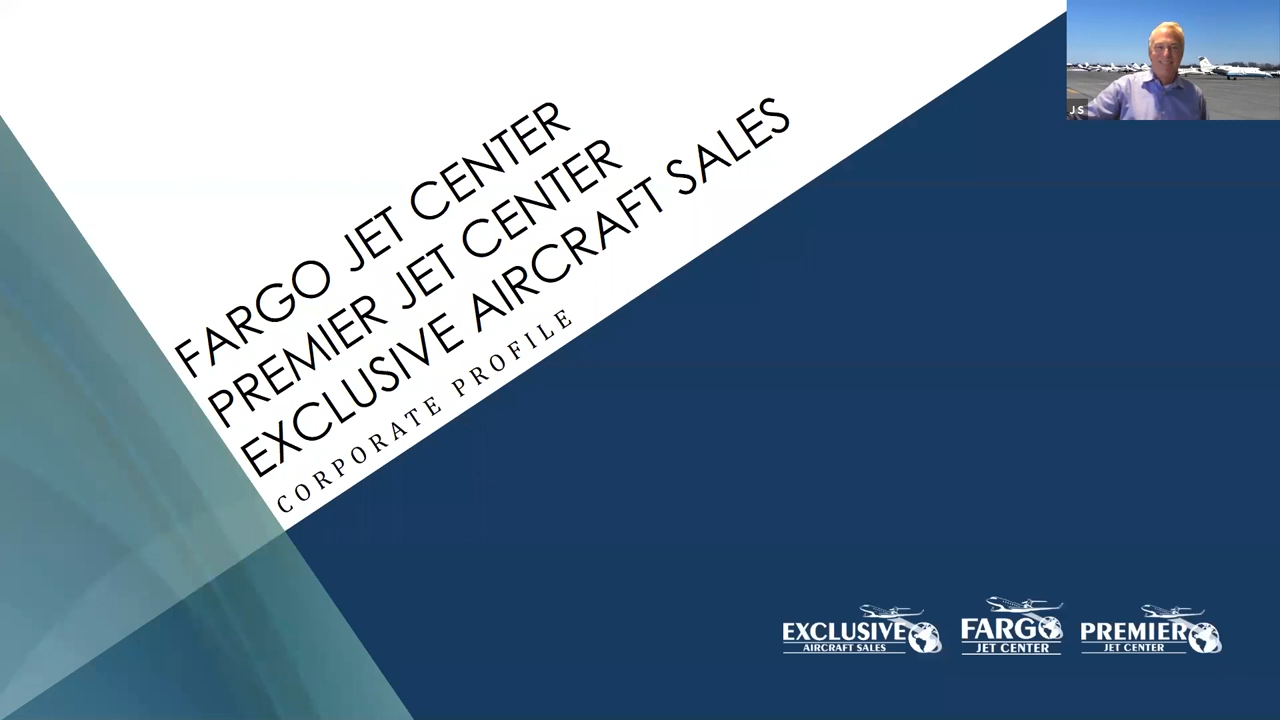 FARGO JET CENTER
PREMIER JET CENTER
EXCLUSIVE AIRCRAFT SALES
CORPORATE PROFILE
J S
EXCLUSIVE
AIRCRAFT SALES
FARGO
JET CENTER
PREMIER
JET CENTER